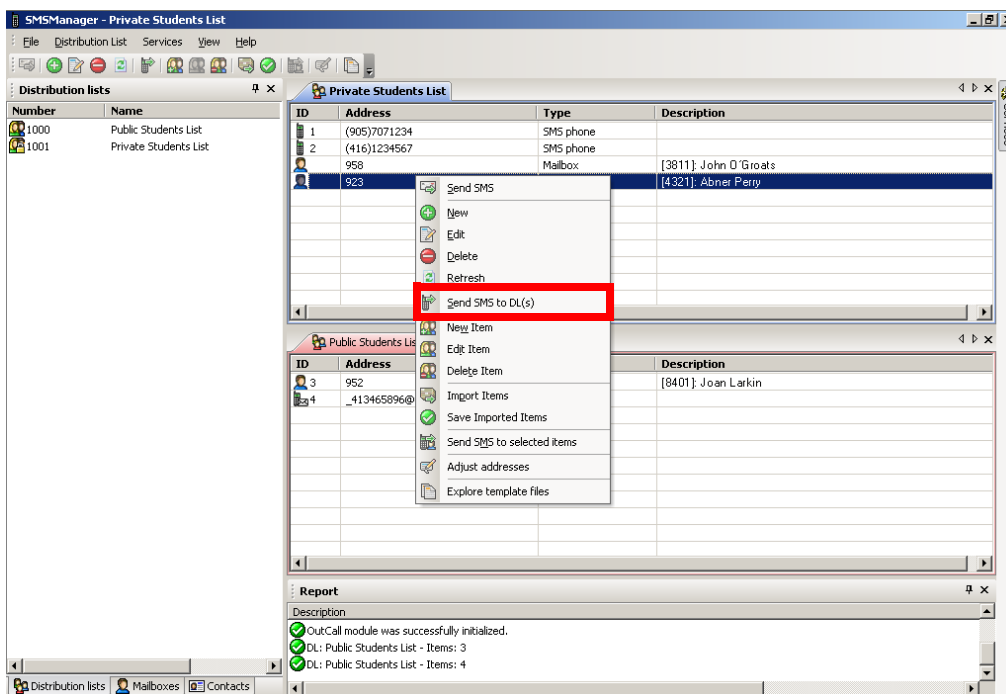 SMSManager - Private Students List
File Distribution List Services View Help
Distribution lists
Number Name
1000 Public Students List
1001 Private Students List
Private Students List
ID Address Type Description
1 (905)7071234 SMS phone
2 (416)1234567 SMS phone
958 Mailbox [3811]: John O´Groats
923 [4321]: Abner Perry
Send SMS
New
Edit
Delete
Refresh
Send SMS to DL(s)
New Item
Edit Item
Delete Item
Import Items
Save Imported Items
Send SMS to selected items
Adjust addresses
Explore template files
Public Students Lis
ID Address Description
3 952 [8401]: Joan Larkin
4 _413465896@
Report
Description
OutCall module was successfully initialized.
DL: Public Students List - Items: 3
DL: Public Students List - Items: 4
Distribution lists Mailboxes Contacts